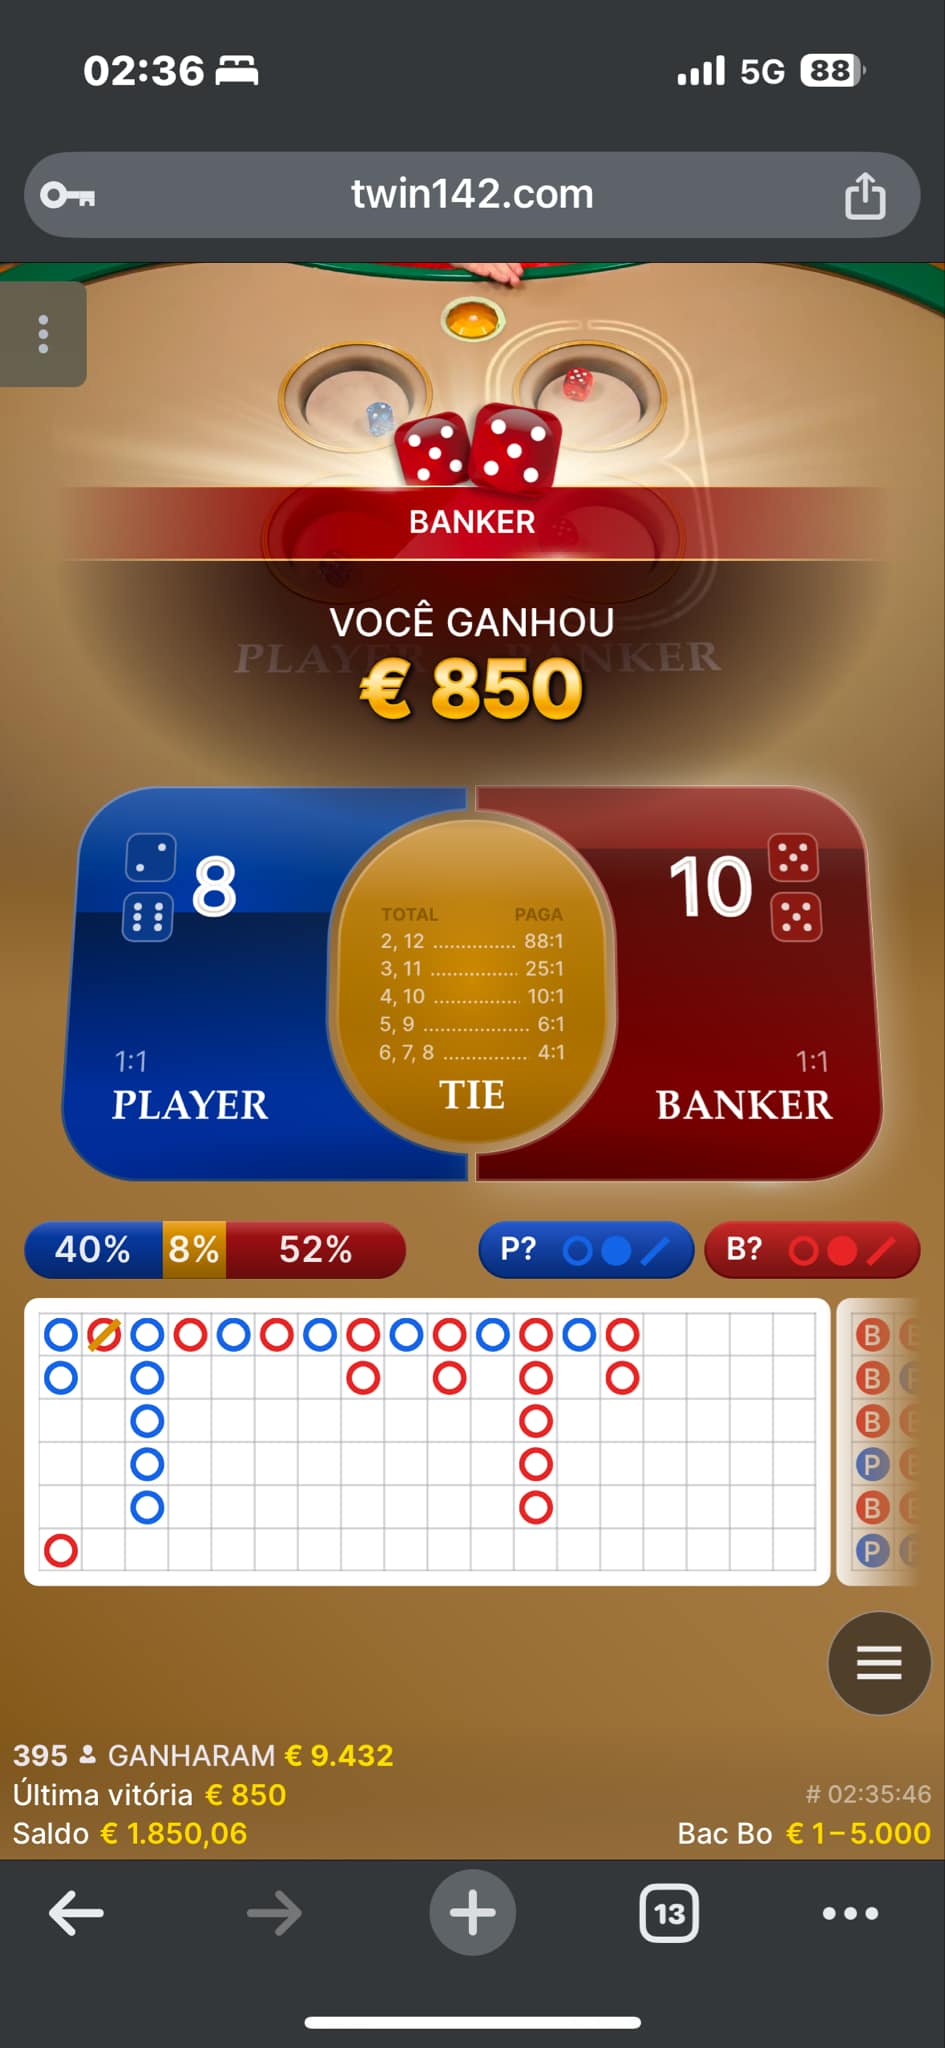 02:36
5G 88
twin142.com
BANKER
VOCÊ GANHOU
PLAYER BANKER
€ 850
8
10
TOTAL PAGA
2, 12 ............... 88:1
3, 11 ................ 25:1
4, 10 ................ 10:1
5, 9 ................... 6:1
6, 7, 8 ............... 4:1
1:1
1:1
PLAYER
TIE
BANKER
40% 8% 52%
P?
B?
B
B
B
P
B
P
395 GANHARAM € 9.432
Última vitória € 850
# 02:35:46
Saldo € 1.850,06
Bac Bo € 1–5.000
13